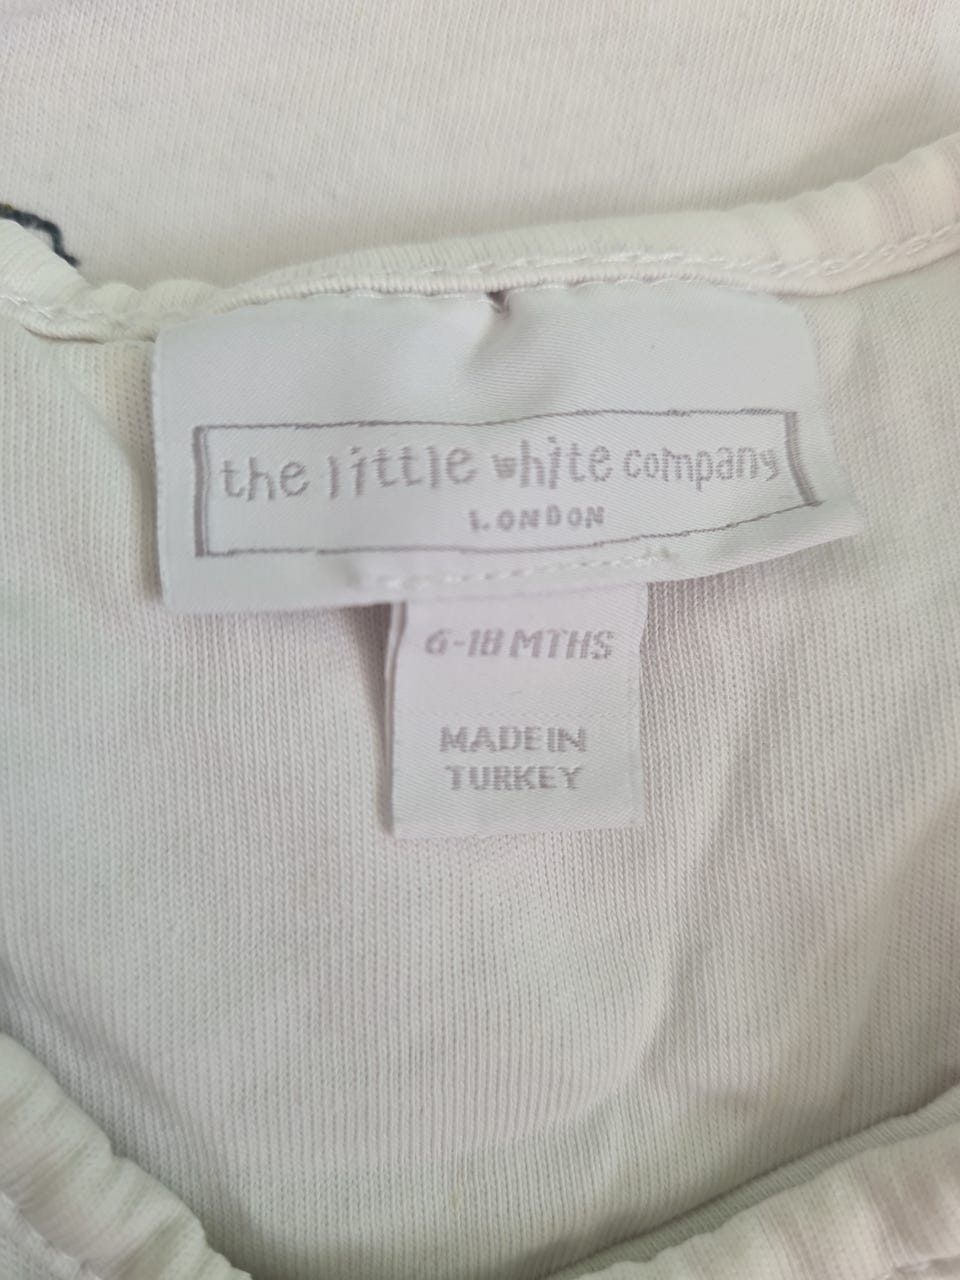 the little white company
LONDON
6-18 MTHS
MADE IN
TURKEY